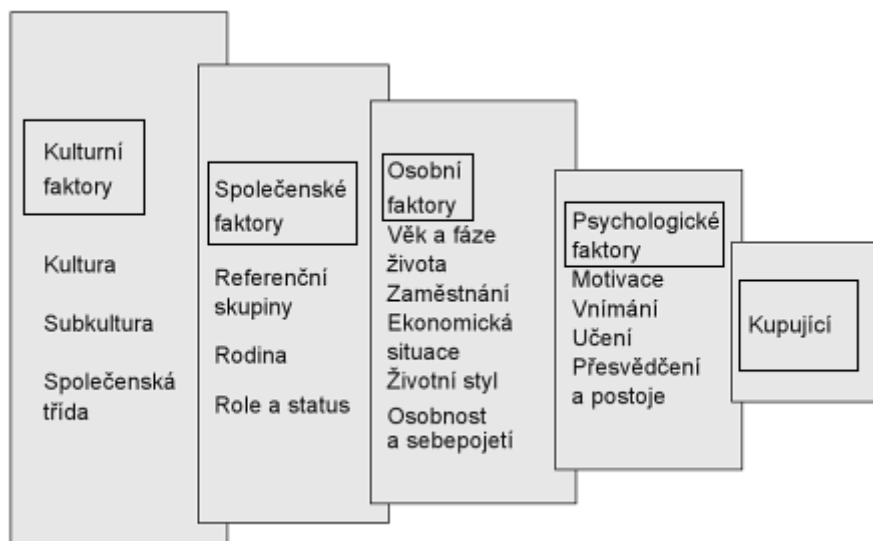 Kulturní
faktory
Kultura
Subkultura
Společenská
třída
Společenské
faktory
Referenční
skupiny
Rodina
Role a status
Osobní
faktory
Věk a fáze
života
Zaměstnání
Ekonomická
situace
Životní styl
Osobnost
a sebepojetí
Psychologické
faktory
Motivace
Vnímání
Učení
Přesvědčení
a postoje
Kupující